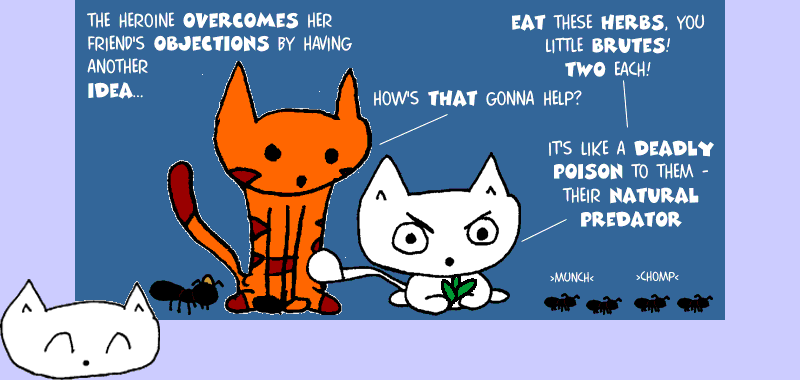 THE HEROINE OVERCOMES HER
FRIEND'S OBJECTIONS BY HAVING
ANOTHER
IDEA...
HOW'S THAT GONNA HELP?
EAT THESE HERBS, YOU
LITTLE BRUTES!
TWO EACH!
IT'S LIKE A DEADLY
POISON TO THEM -
THEIR NATURAL
PREDATOR
>MUNCH<
>CHOMP<